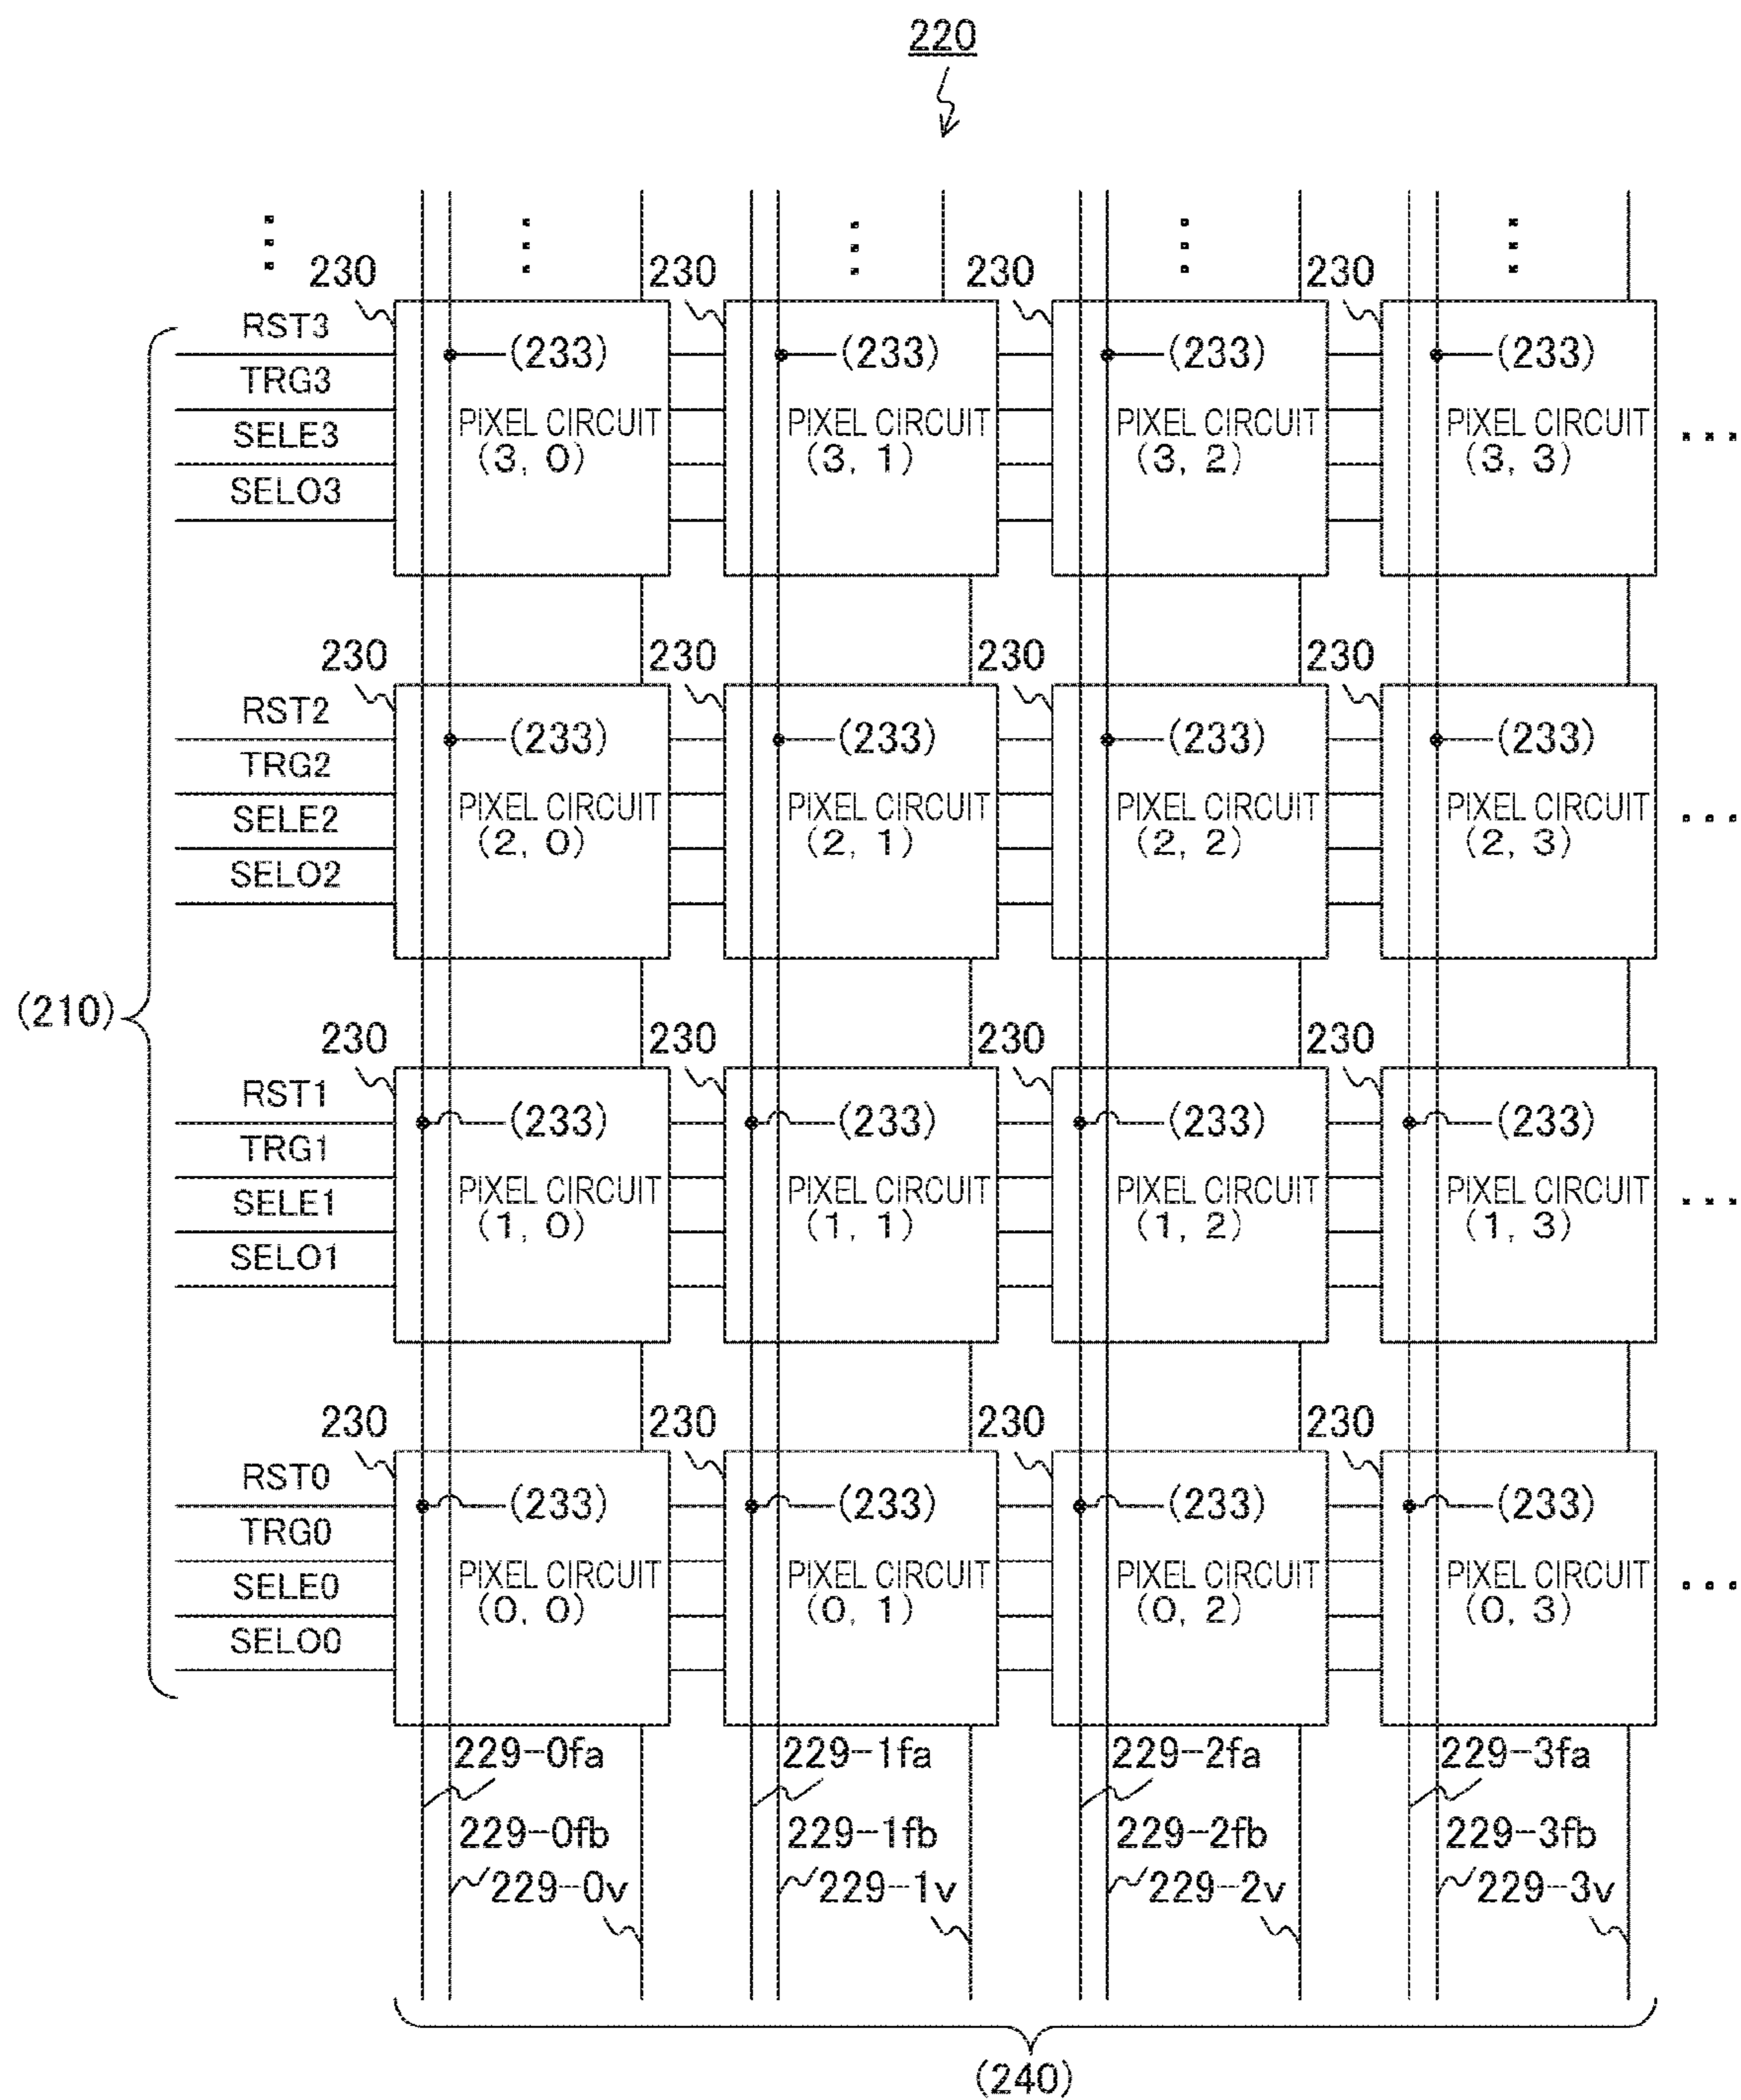 220
230 230 230 230
RST3 (233) (233) (233) (233)
TRG3
SELE3 PIXEL CIRCUIT PIXEL CIRCUIT PIXEL CIRCUIT PIXEL CIRCUIT
(3, 0) (3, 1) (3, 2) (3, 3)
SELO3
230 230 230 230
RST2 (233) (233) (233) (233)
TRG2
SELE2 PIXEL CIRCUIT PIXEL CIRCUIT PIXEL CIRCUIT PIXEL CIRCUIT
(2, 0) (2, 1) (2, 2) (2, 3)
SELO2
(210)
230 230 230 230
RST1 (233) (233) (233) (233)
TRG1
SELE1 PIXEL CIRCUIT PIXEL CIRCUIT PIXEL CIRCUIT PIXEL CIRCUIT
(1, 0) (1, 1) (1, 2) (1, 3)
SELO1
230 230 230 230
RST0 (233) (233) (233) (233)
TRG0
SELE0 PIXEL CIRCUIT PIXEL CIRCUIT PIXEL CIRCUIT PIXEL CIRCUIT
(0, 0) (0, 1) (0, 2) (0, 3)
SELO0
229-0fa 229-1fa 229-2fa 229-3fa
229-0fb 229-1fb 229-2fb 229-3fb
229-0v 229-1v 229-2v 229-3v
(240)